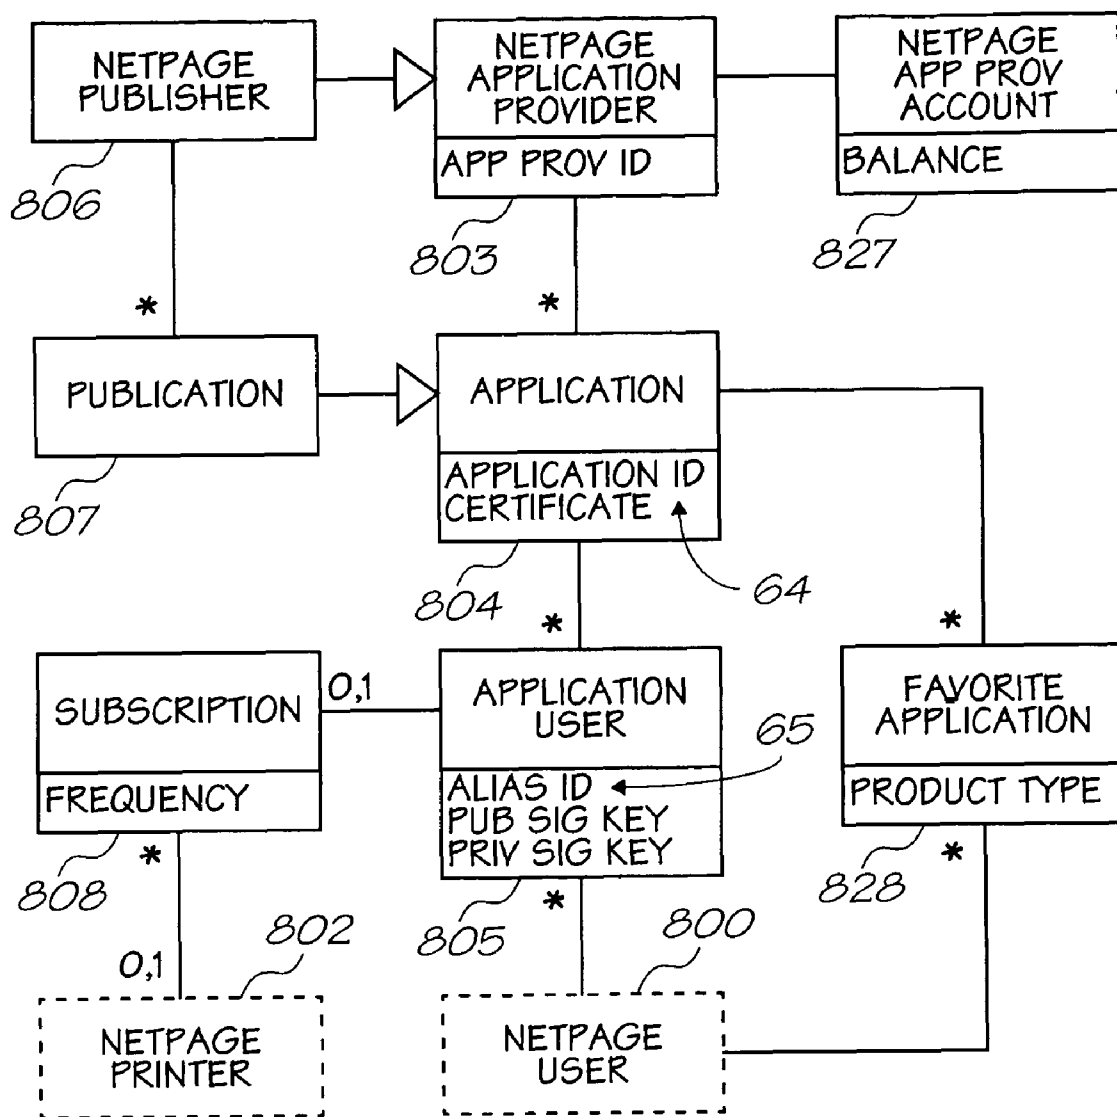 NETPAGE
PUBLISHER
806
NETPAGE
APPLICATION
PROVIDER
APP PROV ID
803
NETPAGE
APP PROV
ACCOUNT
BALANCE
827
*
*
PUBLICATION
807
APPLICATION
APPLICATION ID
CERTIFICATE
804
64
*
*
SUBSCRIPTION
FREQUENCY
808
0,1
APPLICATION
USER
ALIAS ID
PUB SIG KEY
PRIV SIG KEY
805
65
FAVORITE
APPLICATION
PRODUCT TYPE
828
*
*
*
0,1
802
800
NETPAGE
PRINTER
NETPAGE
USER